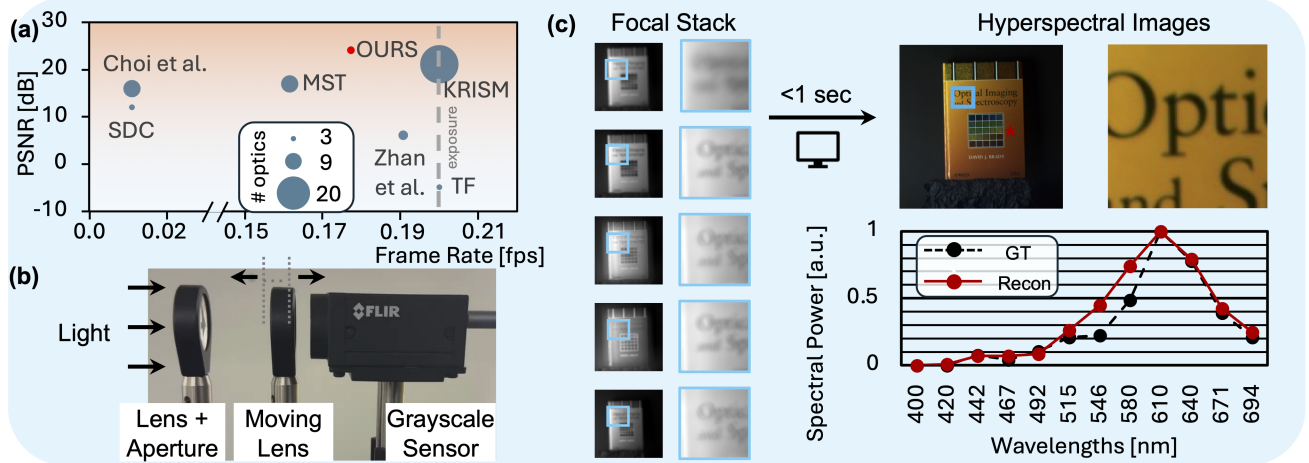 (a)
30
20
10
0
-10
PSNR [dB]
Choi et al.
SDC
MST
OURS
KRISM
Zhan
et al.
TF
exposure
# optics
3
9
20
0.0
0.02
0.15
0.17
0.19
0.21
Frame Rate [fps]
(b)
Light
FLIR
Lens +
Aperture
Moving
Lens
Grayscale
Sensor
(c)
Focal Stack
<1 sec
Hyperspectral Images
Optical Imaging
and Spectroscopy
DAVID J. BRADY
Optic
and Sp
Spectral Power [a.u.]
1
0.5
0
GT
Recon
400
420
442
467
492
515
546
580
610
640
671
694
Wavelengths [nm]